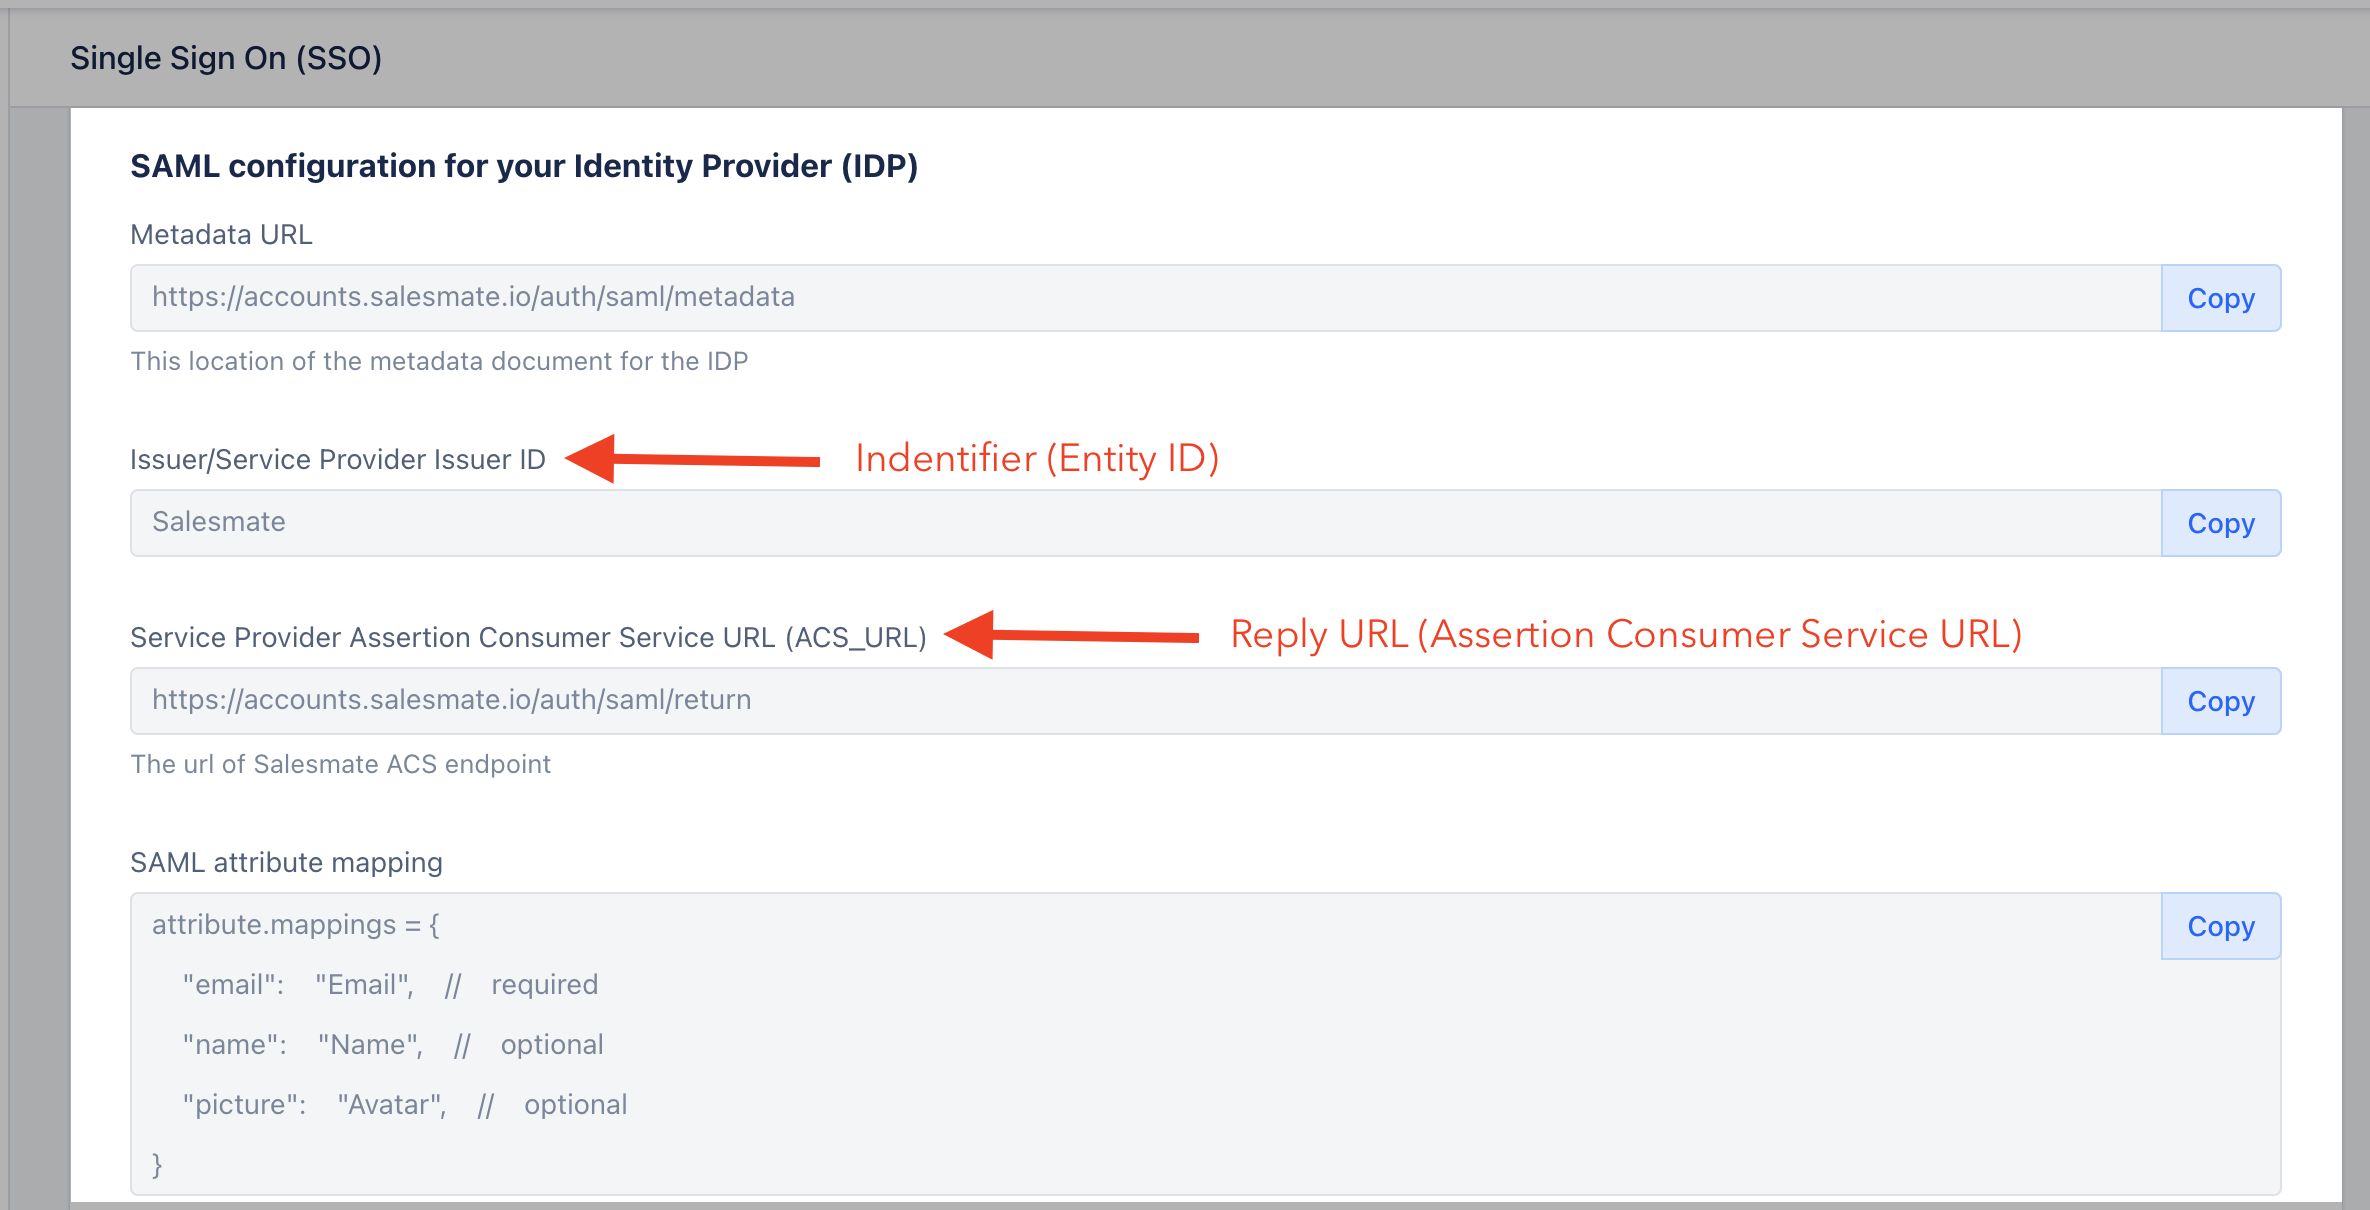 Single Sign On (SSO)
SAML configuration for your Identity Provider (IDP)
Metadata URL
https://accounts.salesmate.io/auth/saml/metadata
Copy
This location of the metadata document for the IDP
Issuer/Service Provider Issuer ID
Indentifier (Entity ID)
Salesmate
Copy
Service Provider Assertion Consumer Service URL (ACS_URL)
Reply URL (Assertion Consumer Service URL)
https://accounts.salesmate.io/auth/saml/return
Copy
The url of Salesmate ACS endpoint
SAML attribute mapping
attribute.mappings = {
Copy
"email": "Email", // required
"name": "Name", // optional
"picture": "Avatar", // optional
}